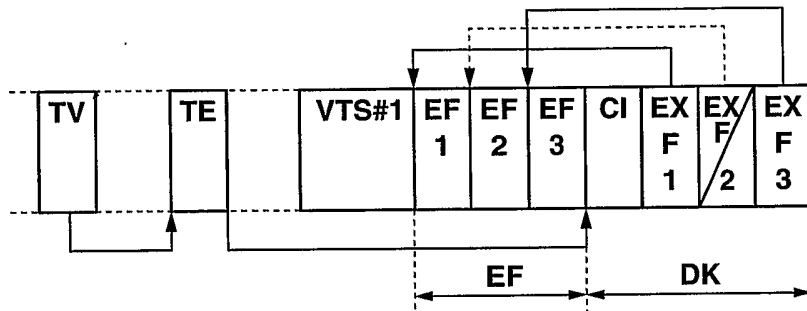 TV TE VTS#1 EF EF EF CI EX EX EX
1 2 3 F F F
1 2 3
EF DK